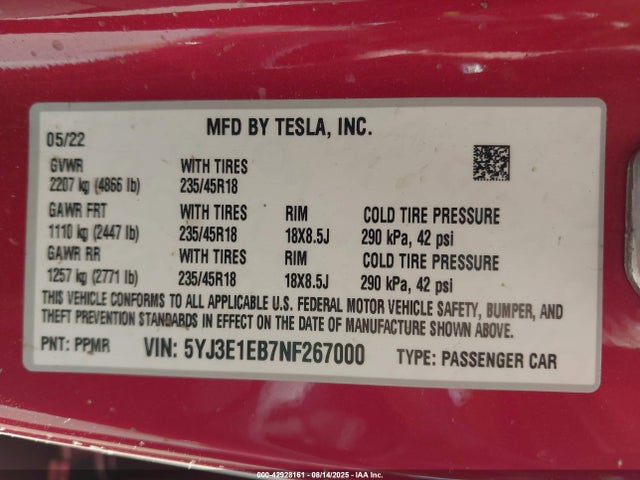 05/22
MFD BY TESLA, INC.
GVWR WITH TIRES
2207 kg (4866 lb) 235/45R18
GAWR FRT WITH TIRES RIM COLD TIRE PRESSURE
1110 kg (2447 lb) 235/45R18 18X8.5J 290 kPa, 42 psi
GAWR RR WITH TIRES RIM COLD TIRE PRESSURE
1257 kg (2771 lb) 235/45R18 18X8.5J 290 kPa, 42 psi
THIS VEHICLE CONFORMS TO ALL APPLICABLE U.S. FEDERAL MOTOR VEHICLE SAFETY, BUMPER, AND
THEFT PREVENTION STANDARDS IN EFFECT ON THE DATE OF MANUFACTURE SHOWN ABOVE.
PNT: PPMR VIN: 5YJ3E1EB7NF267000 TYPE: PASSENGER CAR
000-42928161 - 08/14/2025 - IAA Inc.